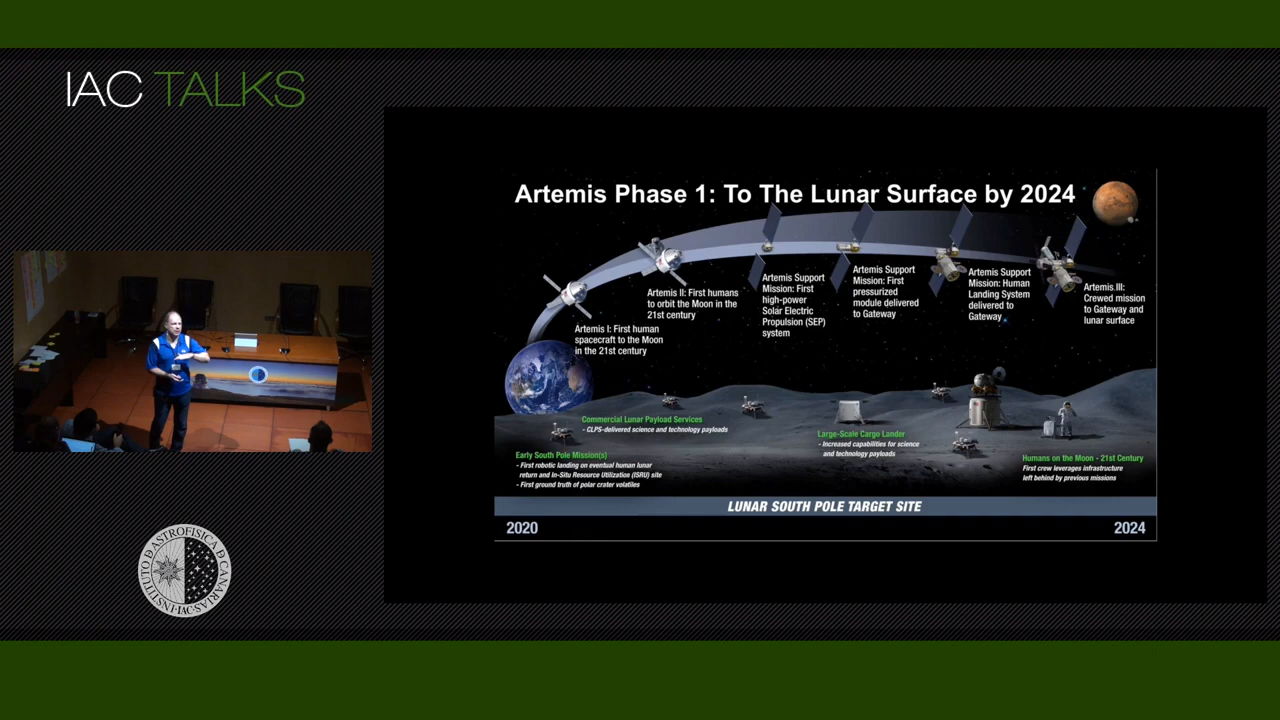 IAC TALKS
Artemis Phase 1: To The Lunar Surface by 2024
Artemis I: First human
spacecraft to the Moon
in the 21st century
Artemis II: First humans
to orbit the Moon in the
21st century
Artemis Support
Mission: First
high-power
Solar Electric
Propulsion (SEP)
system
Artemis Support
Mission: First
pressurized
module delivered
to Gateway
Artemis Support
Mission: Human
Landing System
delivered to
Gateway
Artemis III:
Crewed mission
to Gateway and
lunar surface
Commercial Lunar Payload Services
- CLPS-delivered science and technology payloads
Early South Pole Mission(s)
- First robotic landing on eventual human lunar
return and In-Situ Resource Utilization (ISRU) site
- First ground truth of polar crater volatiles
Large-Scale Cargo Lander
- Increased capabilities for science
and technology payloads
Humans on the Moon - 21st Century
First crew leverages infrastructure
left behind by previous missions
LUNAR SOUTH POLE TARGET SITE
2020
2024
INSTITUTO D ASTROFISICA D CANARIAS
·IAC·